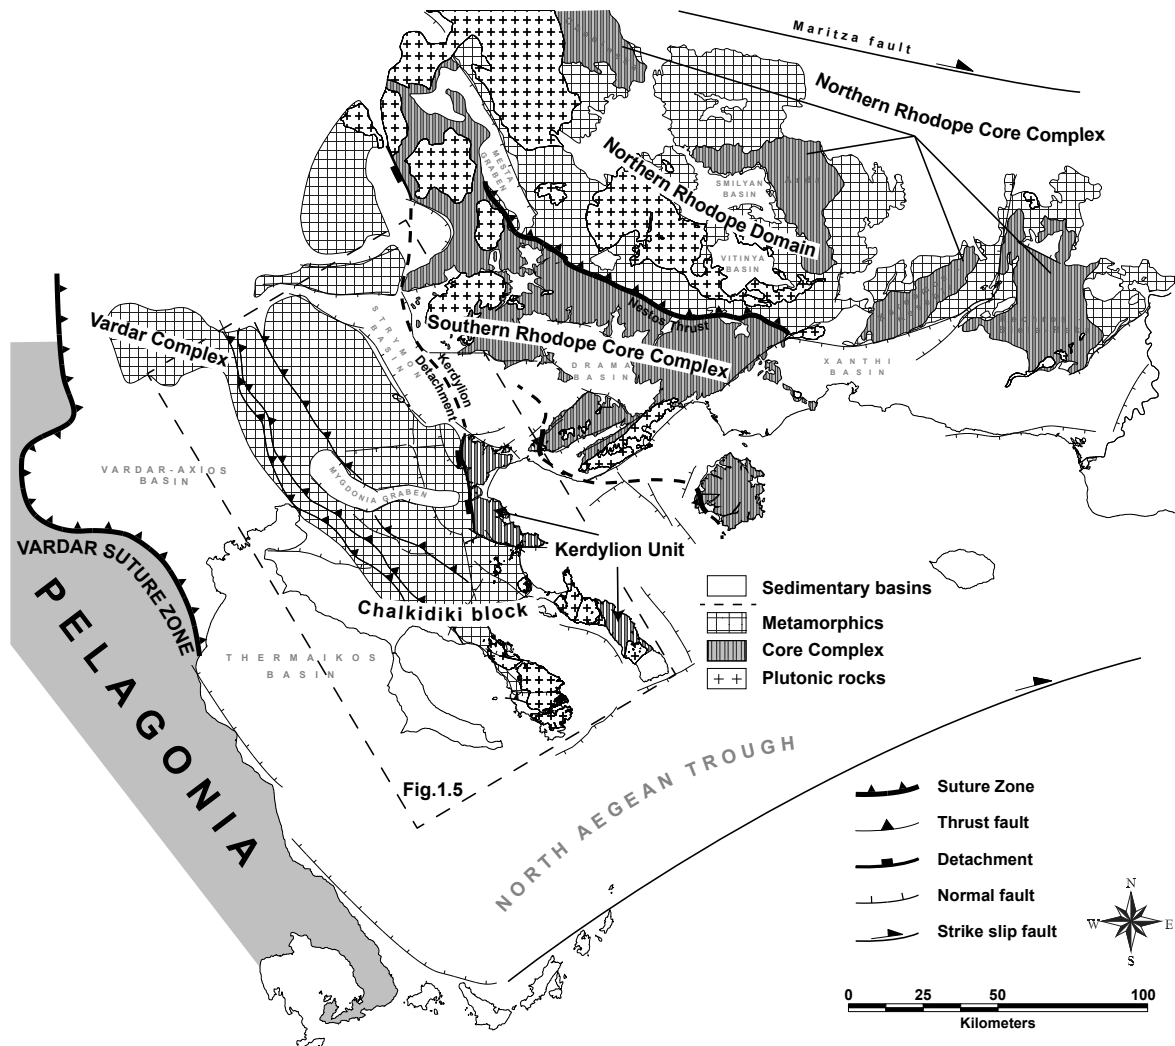 Maritza fault
Northern Rhodope Core Complex
MESTA
GRABEN
Northern Rhodope Domain
SMILYAN
BASIN
Arda
VITINYA
BASIN
Nestos Thrust
STRYMON
BASIN
Southern Rhodope Core Complex
Vardar Complex
Kerdylion
Detachment
DRAMA
BASIN
XANTHI
BASIN
VARDAR-AXIOS
BASIN
MYGDONIA GRABEN
VARDAR SUTURE ZONE
Kerdylion Unit
PELAGONIA
Chalkidiki block
THERMAIKOS
BASIN
Sedimentary basins
Metamorphics
Core Complex
Plutonic rocks
Fig.1.5
NORTH AEGEAN TROUGH
Suture Zone
Thrust fault
Detachment
Normal fault
Strike slip fault
N
W
E
S
0 25 50 100
Kilometers